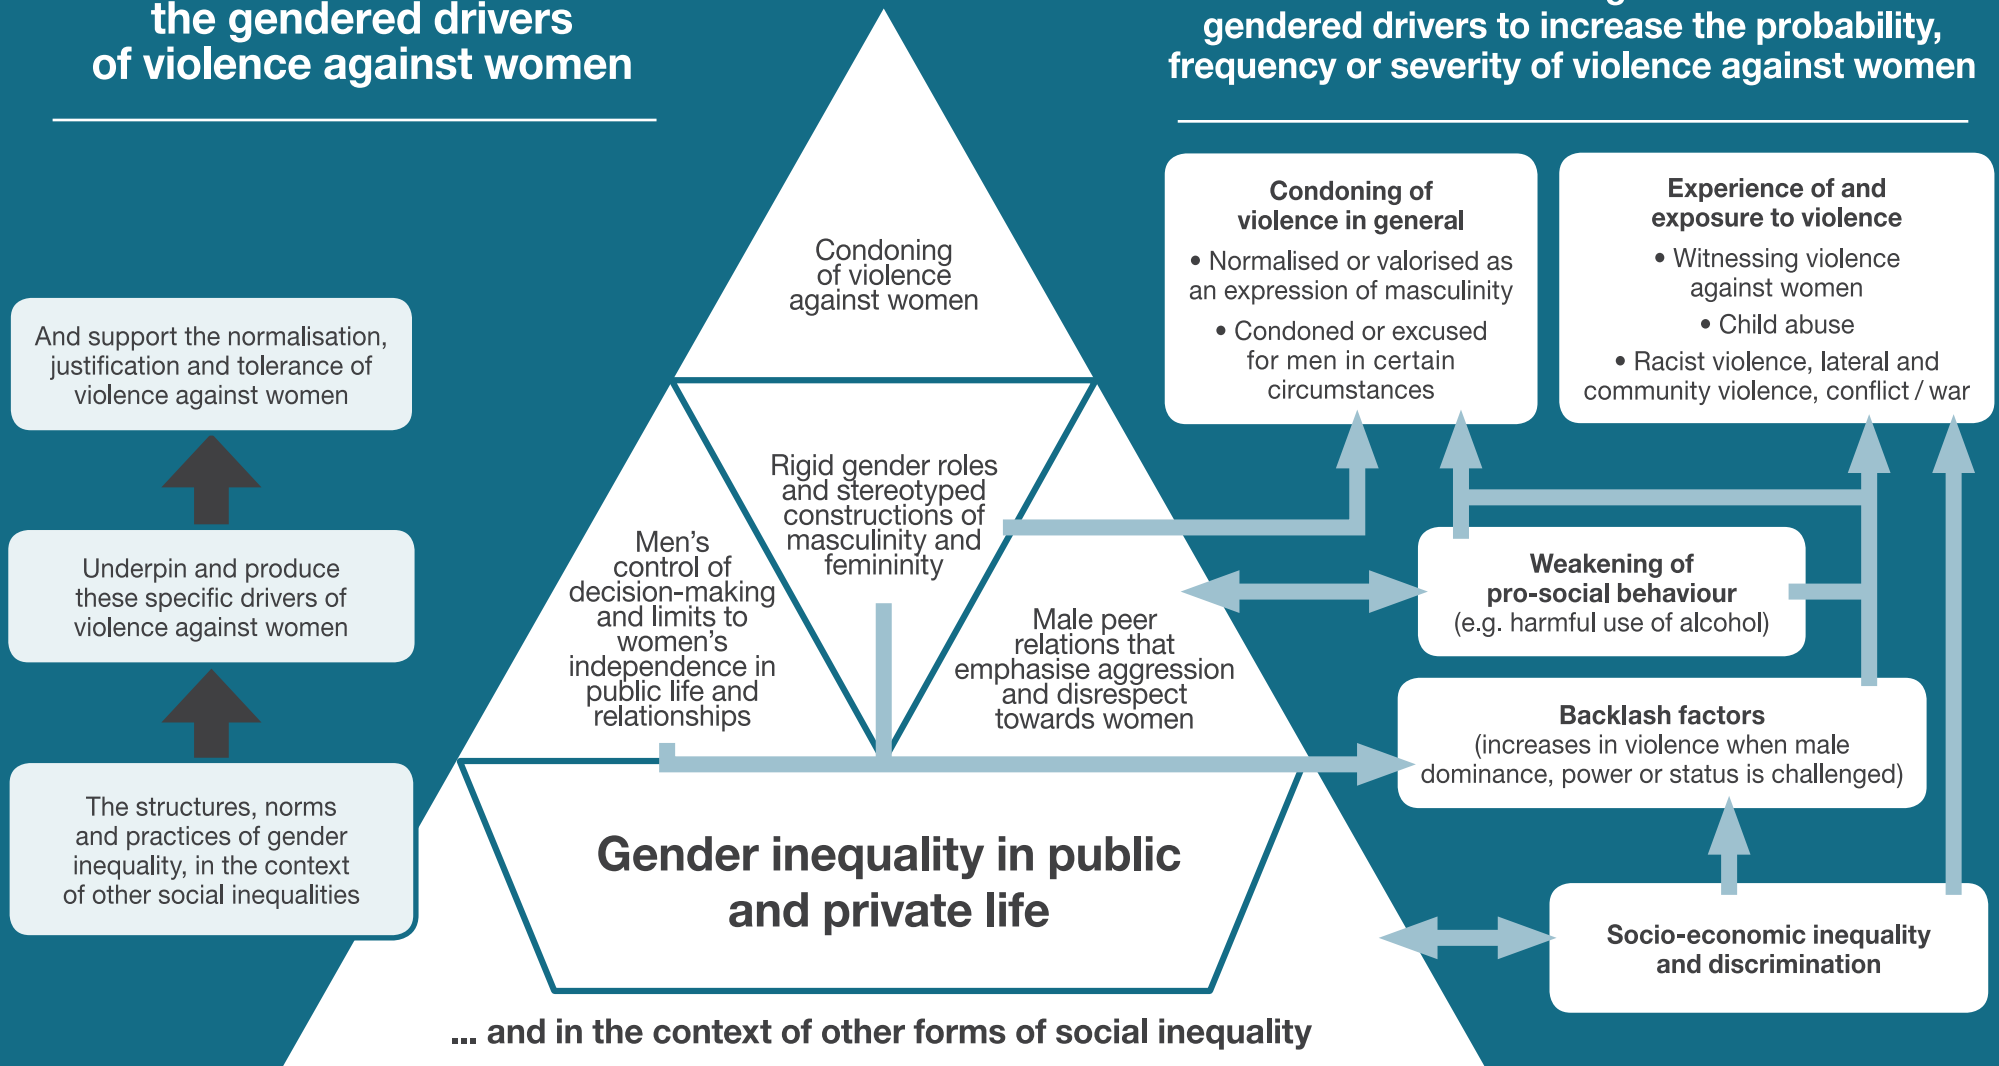 the gendered drivers
of violence against women
gendered drivers to increase the probability,
frequency or severity of violence against women
And support the normalisation,
justification and tolerance of
violence against women
Underpin and produce
these specific drivers of
violence against women
The structures, norms
and practices of gender
inequality, in the context
of other social inequalities
Condoning
of violence
against women
Men’s
control of
decision-making
and limits to
women’s
independence in
public life and
relationships
Rigid gender roles
and stereotyped
constructions of
masculinity and
femininity
Male peer
relations that
emphasise aggression
and disrespect
towards women
Gender inequality in public
and private life
... and in the context of other forms of social inequality
Condoning of
violence in general
• Normalised or valorised as
an expression of masculinity
• Condoned or excused
for men in certain
circumstances
Experience of and
exposure to violence
• Witnessing violence
against women
• Child abuse
• Racist violence, lateral and
community violence, conflict / war
Weakening of
pro-social behaviour
(e.g. harmful use of alcohol)
Backlash factors
(increases in violence when male
dominance, power or status is challenged)
Socio-economic inequality
and discrimination